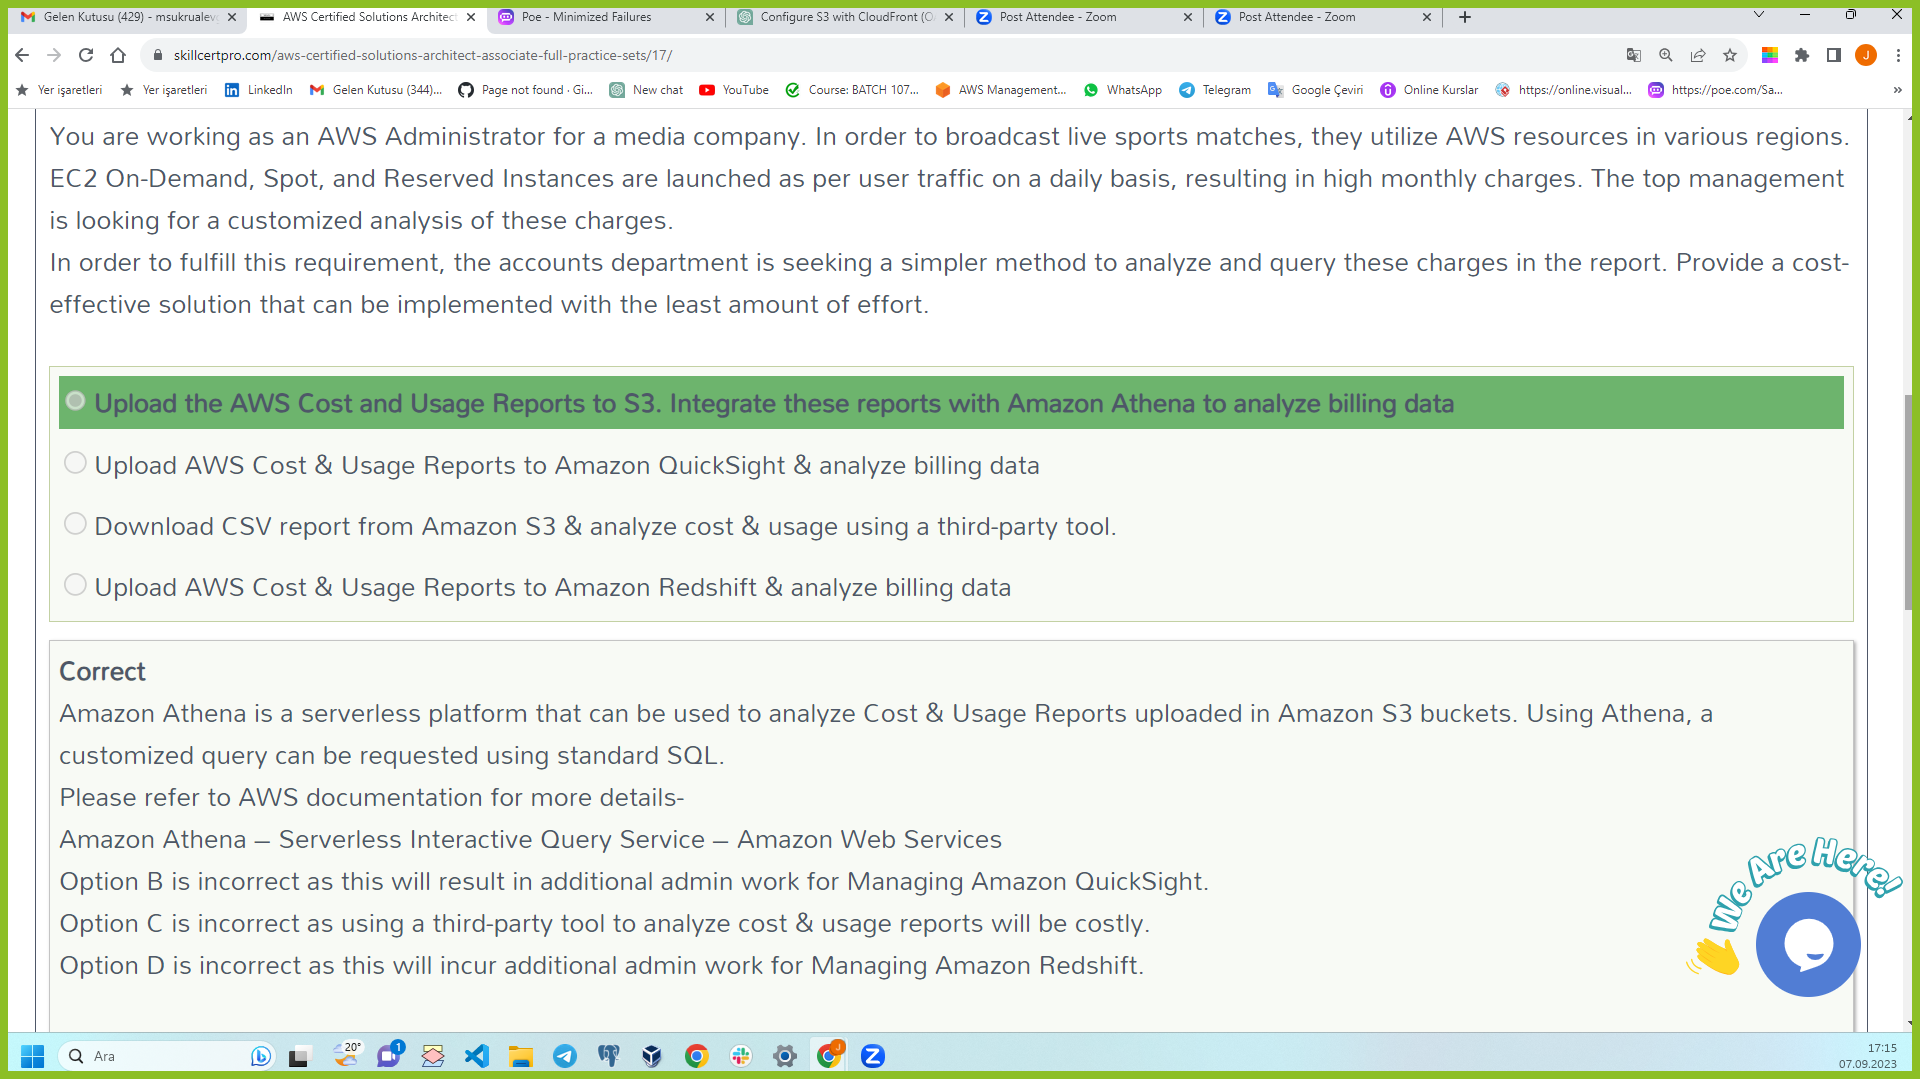 Gelen Kutusu (429) - msukrualev
AWS Certified Solutions Architect
Poe - Minimized Failures
Configure S3 with CloudFront (O
Post Attendee - Zoom
Post Attendee - Zoom
skillcertpro.com/aws-certified-solutions-architect-associate-full-practice-sets/17/
J
Yer işaretleri
Yer işaretleri
LinkedIn
Gelen Kutusu (344)...
Page not found · Gi...
New chat
YouTube
Course: BATCH 107...
AWS Management...
WhatsApp
Telegram
Google Çeviri
Online Kurslar
https://online.visual...
https://poe.com/Sa...
»
You are working as an AWS Administrator for a media company. In order to broadcast live sports matches, they utilize AWS resources in various regions.
EC2 On-Demand, Spot, and Reserved Instances are launched as per user traffic on a daily basis, resulting in high monthly charges. The top management
is looking for a customized analysis of these charges.
In order to fulfill this requirement, the accounts department is seeking a simpler method to analyze and query these charges in the report. Provide a cost-
effective solution that can be implemented with the least amount of effort.
Upload the AWS Cost and Usage Reports to S3. Integrate these reports with Amazon Athena to analyze billing data
Upload AWS Cost & Usage Reports to Amazon QuickSight & analyze billing data
Download CSV report from Amazon S3 & analyze cost & usage using a third-party tool.
Upload AWS Cost & Usage Reports to Amazon Redshift & analyze billing data
Correct
Amazon Athena is a serverless platform that can be used to analyze Cost & Usage Reports uploaded in Amazon S3 buckets. Using Athena, a
customized query can be requested using standard SQL.
Please refer to AWS documentation for more details-
Amazon Athena – Serverless Interactive Query Service – Amazon Web Services
Option B is incorrect as this will result in additional admin work for Managing Amazon QuickSight.
Option C is incorrect as using a third-party tool to analyze cost & usage reports will be costly.
Option D is incorrect as this will incur additional admin work for Managing Amazon Redshift.
We Are Here!
Ara
20°
1
J
17:15
07.09.2023